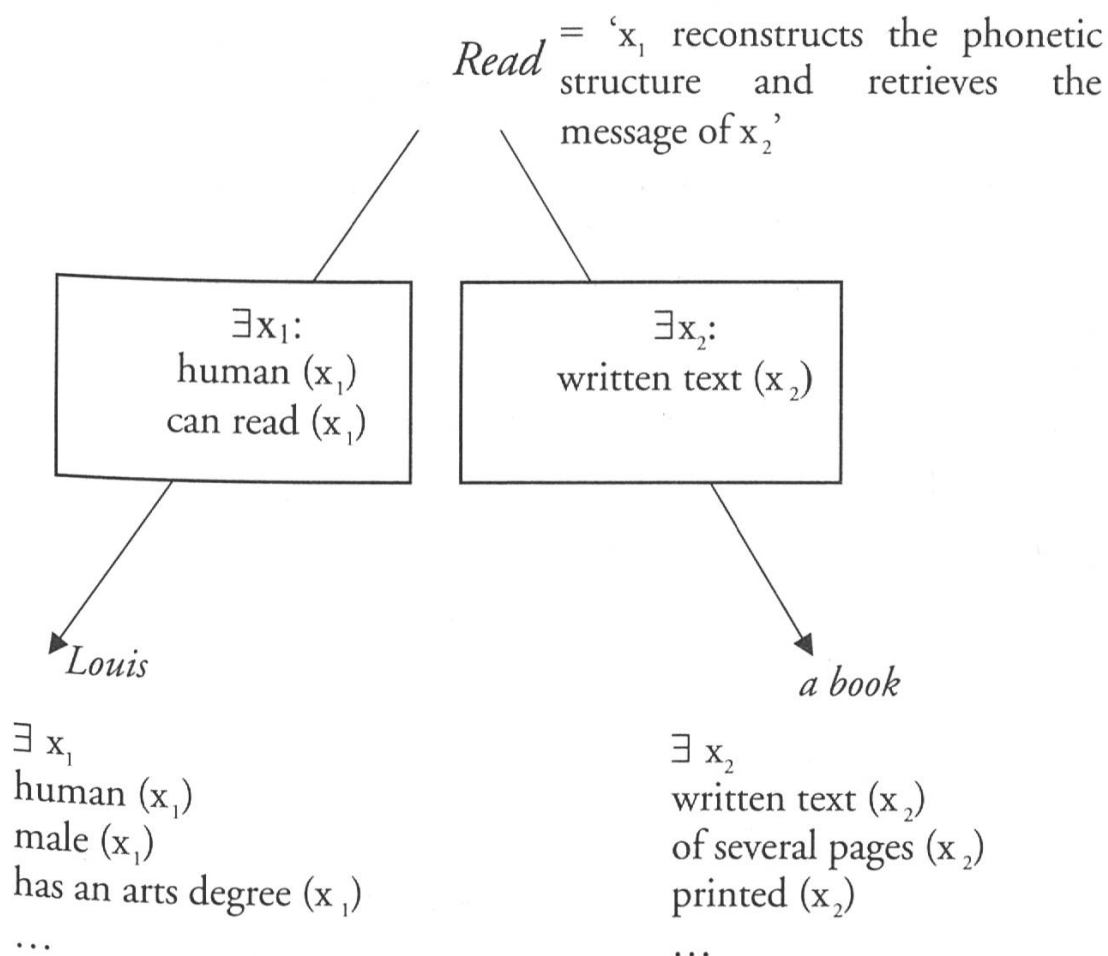 Read = ‘x₁ reconstructs the phonetic
structure and retrieves the
message of x₂’
∃x₁:
human (x₁)
can read (x₁)
∃x₂:
written text (x₂)
Louis
∃ x₁
human (x₁)
male (x₁)
has an arts degree (x₁)
...
a book
∃ x₂
written text (x₂)
of several pages (x₂)
printed (x₂)
...